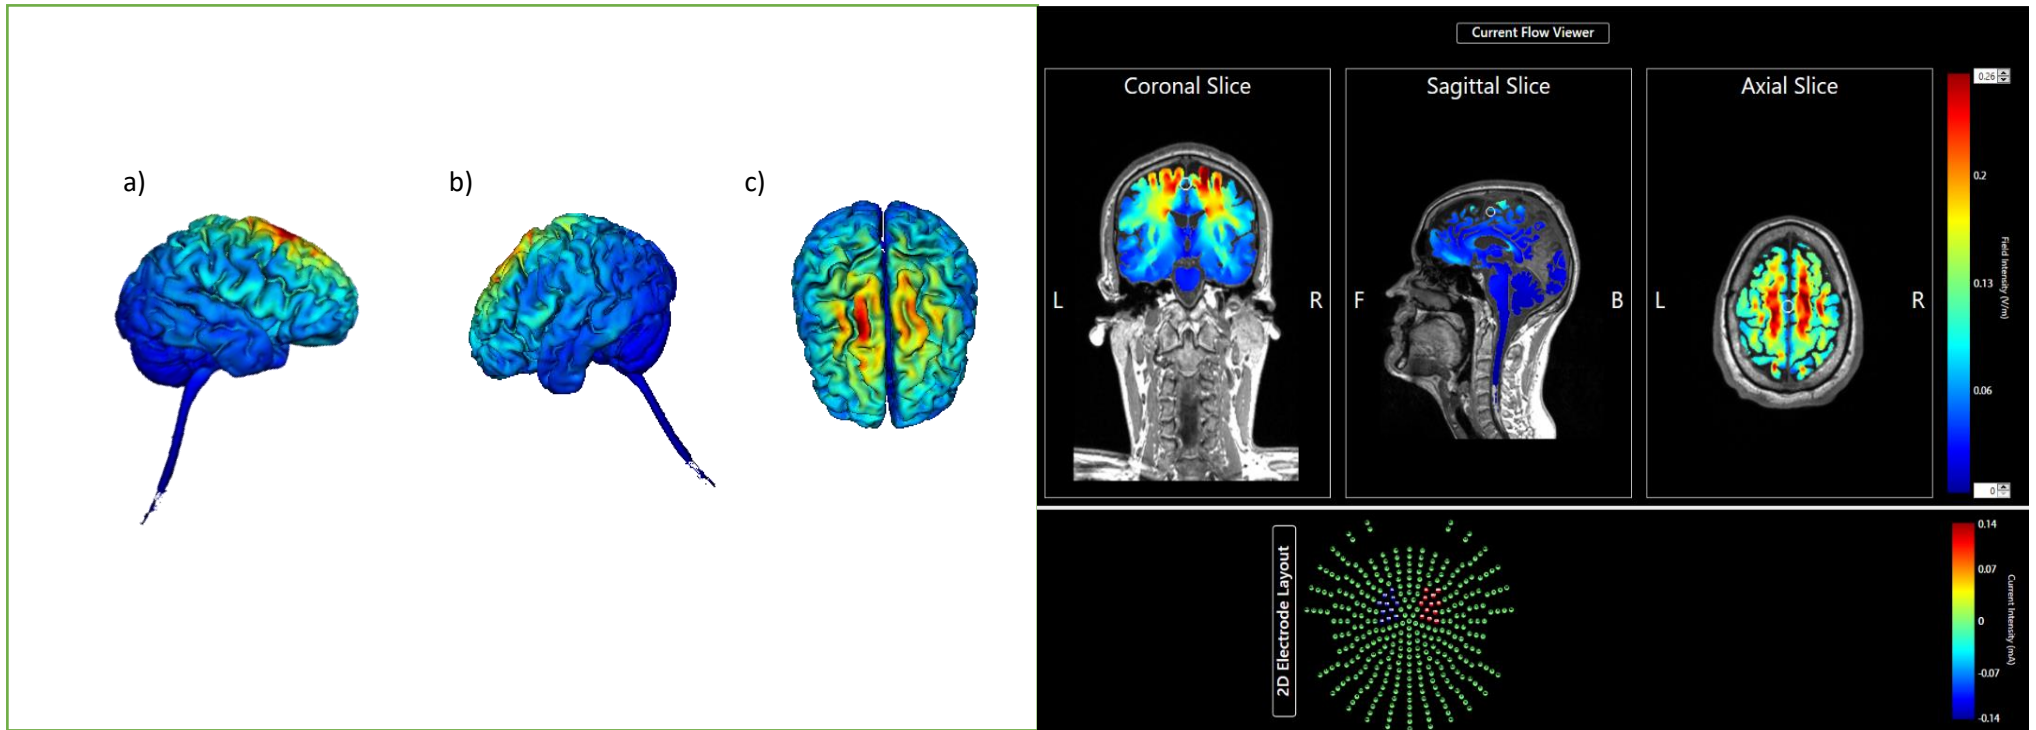 a)
b)
c)
Current Flow Viewer
Coronal Slice
Sagittal Slice
Axial Slice
L
R
F
B
L
R
0.26
0.2
0.13
0.06
0
Field Intensity (V/m)
2D Electrode Layout
0.14
0.07
0
-0.07
-0.14
Current Intensity (mA)